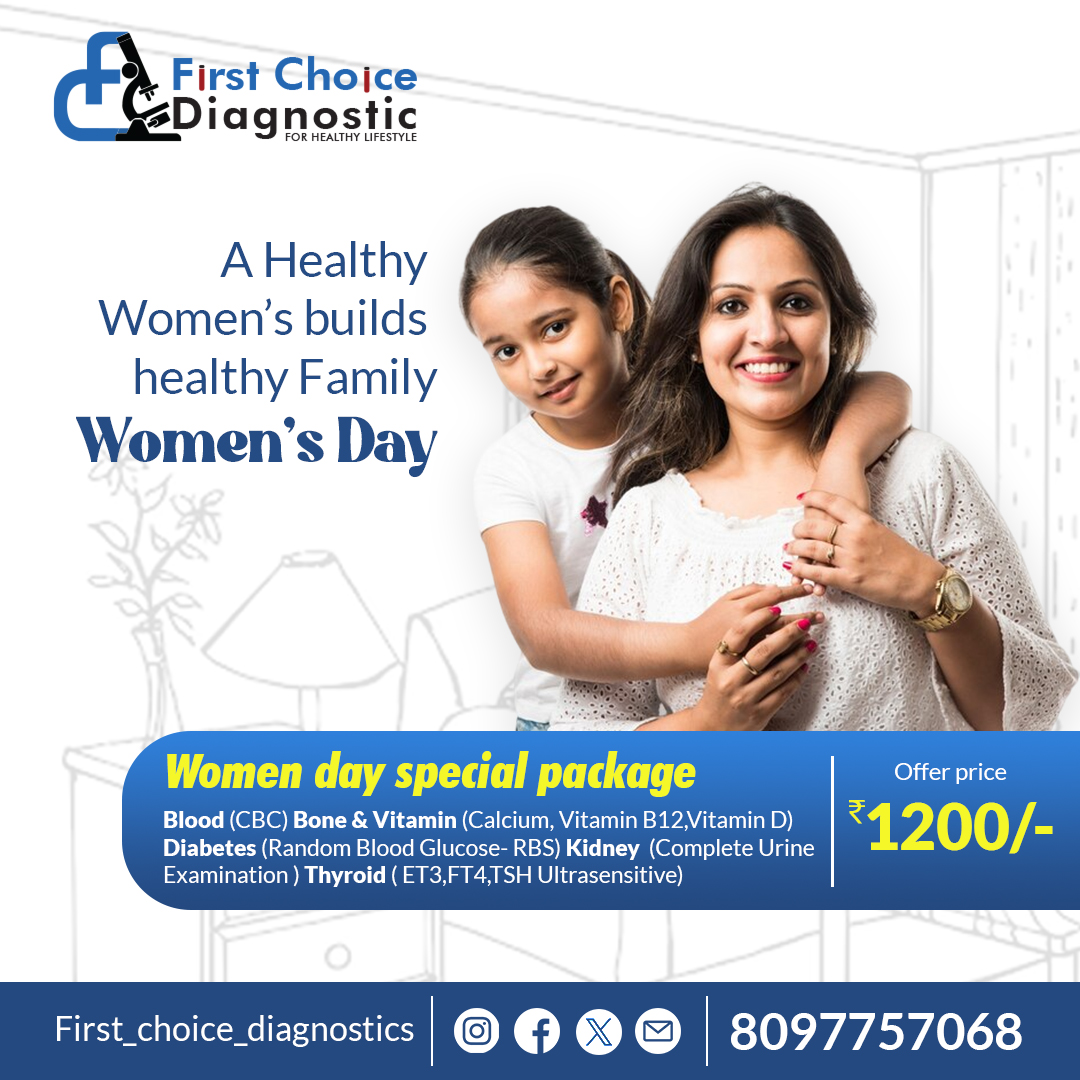 First Choice
Diagnostic
FOR HEALTHY LIFESTYLE
A Healthy
Women’s builds
healthy Family
Women’s Day
Women day special package
Blood (CBC) Bone & Vitamin (Calcium, Vitamin B12,Vitamin D)
Diabetes (Random Blood Glucose- RBS) Kidney (Complete Urine
Examination ) Thyroid ( ET3,FT4,TSH Ultrasensitive)
Offer price
₹1200/-
First_choice_diagnostics
8097757068